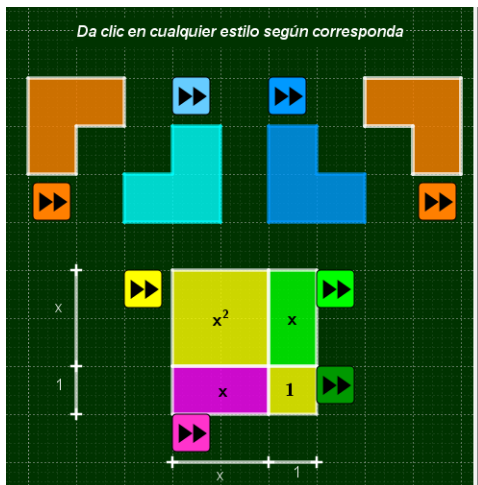 Da clic en cualquier estilo según corresponda
x
x² x
1
x 1
x 1